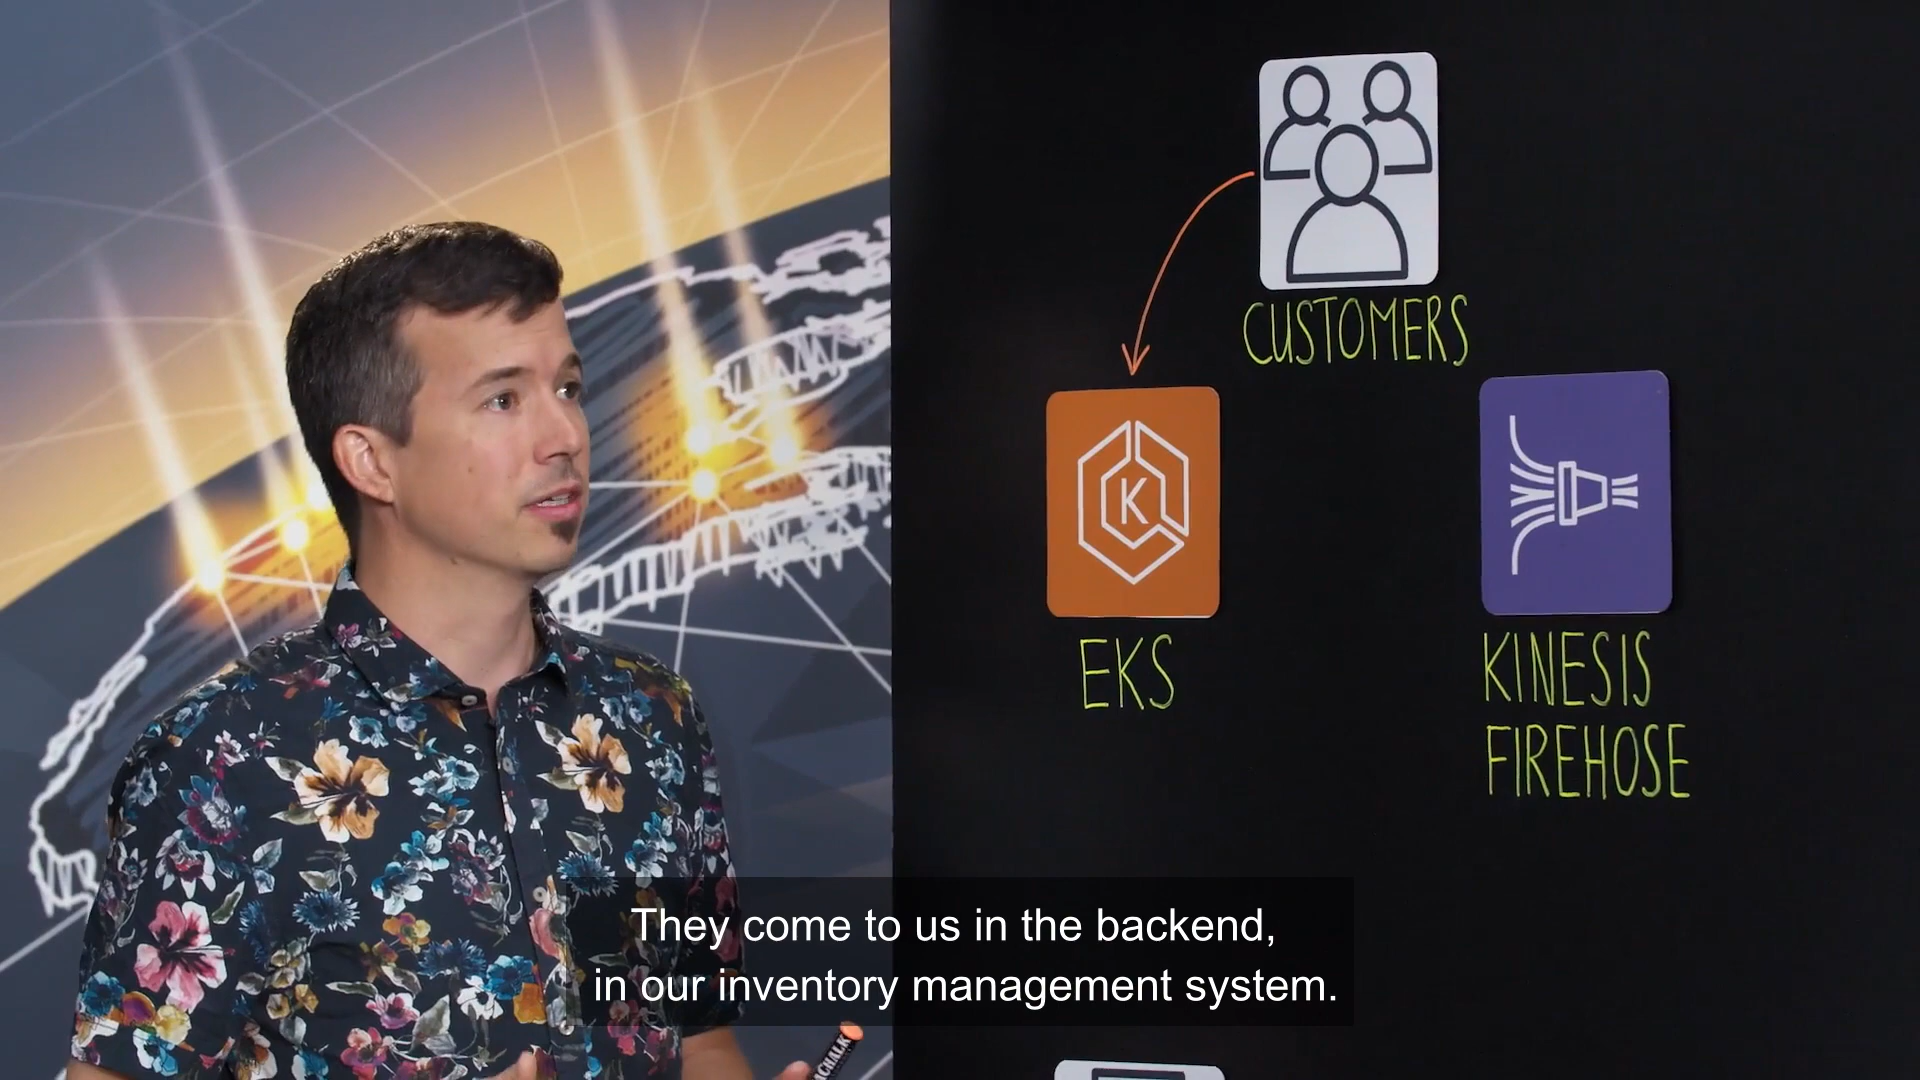 CUSTOMERS
K
EKS
KINESIS
FIREHOSE
They come to us in the backend,
in our inventory management system.